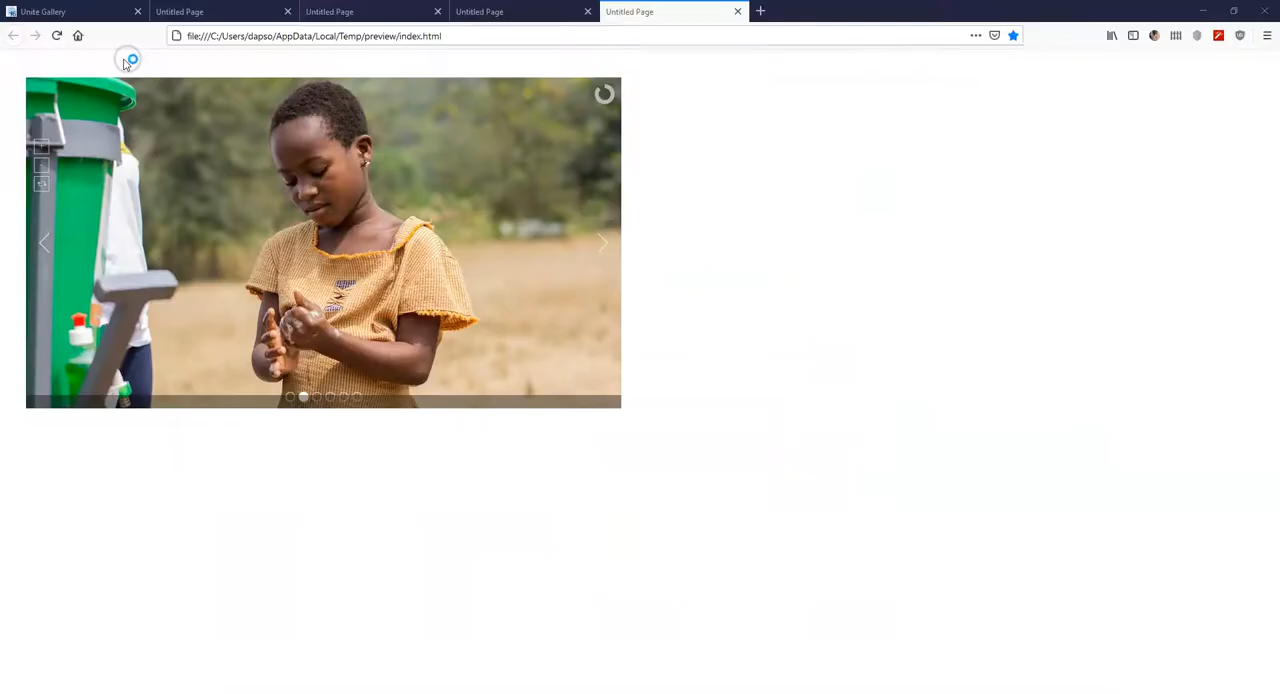 Unite Gallery
Untitled Page
Untitled Page
Untitled Page
Untitled Page
file:///C:/Users/dapso/AppData/Local/Temp/preview/index.html